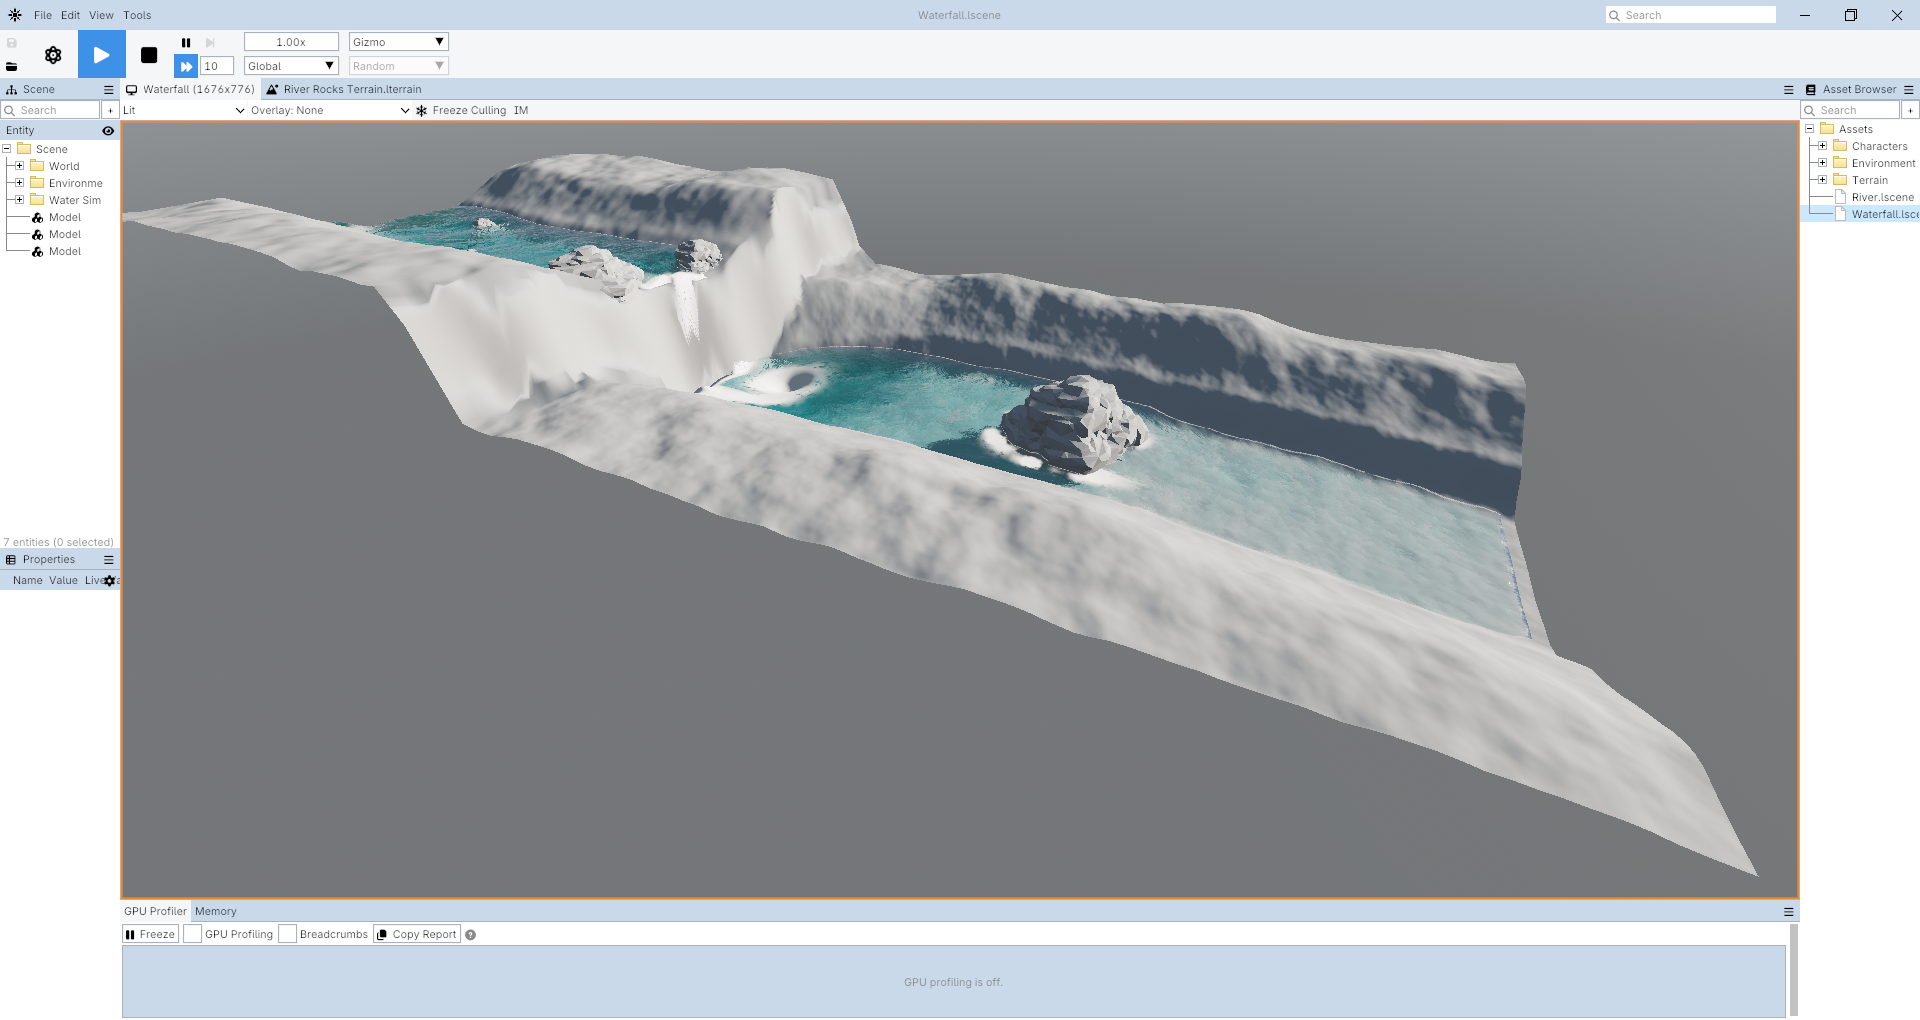 File Edit View Tools
Waterfall.lscene
Search
1.00x
Gizmo
10
Global
Random
Scene
Waterfall (1676x776)
River Rocks Terrain.lterrain
Asset Browser
Search
+
Lit
Overlay: None
Freeze Culling
IM
Search
+
Entity
Scene
World
Environme
Water Sim
Model
Model
Model
Assets
Characters
Environment
Terrain
River.lscene
Waterfall.lsce
7 entities (0 selected)
Properties
Name Value Live
GPU Profiler
Memory
Freeze
GPU Profiling
Breadcrumbs
Copy Report
?
GPU profiling is off.